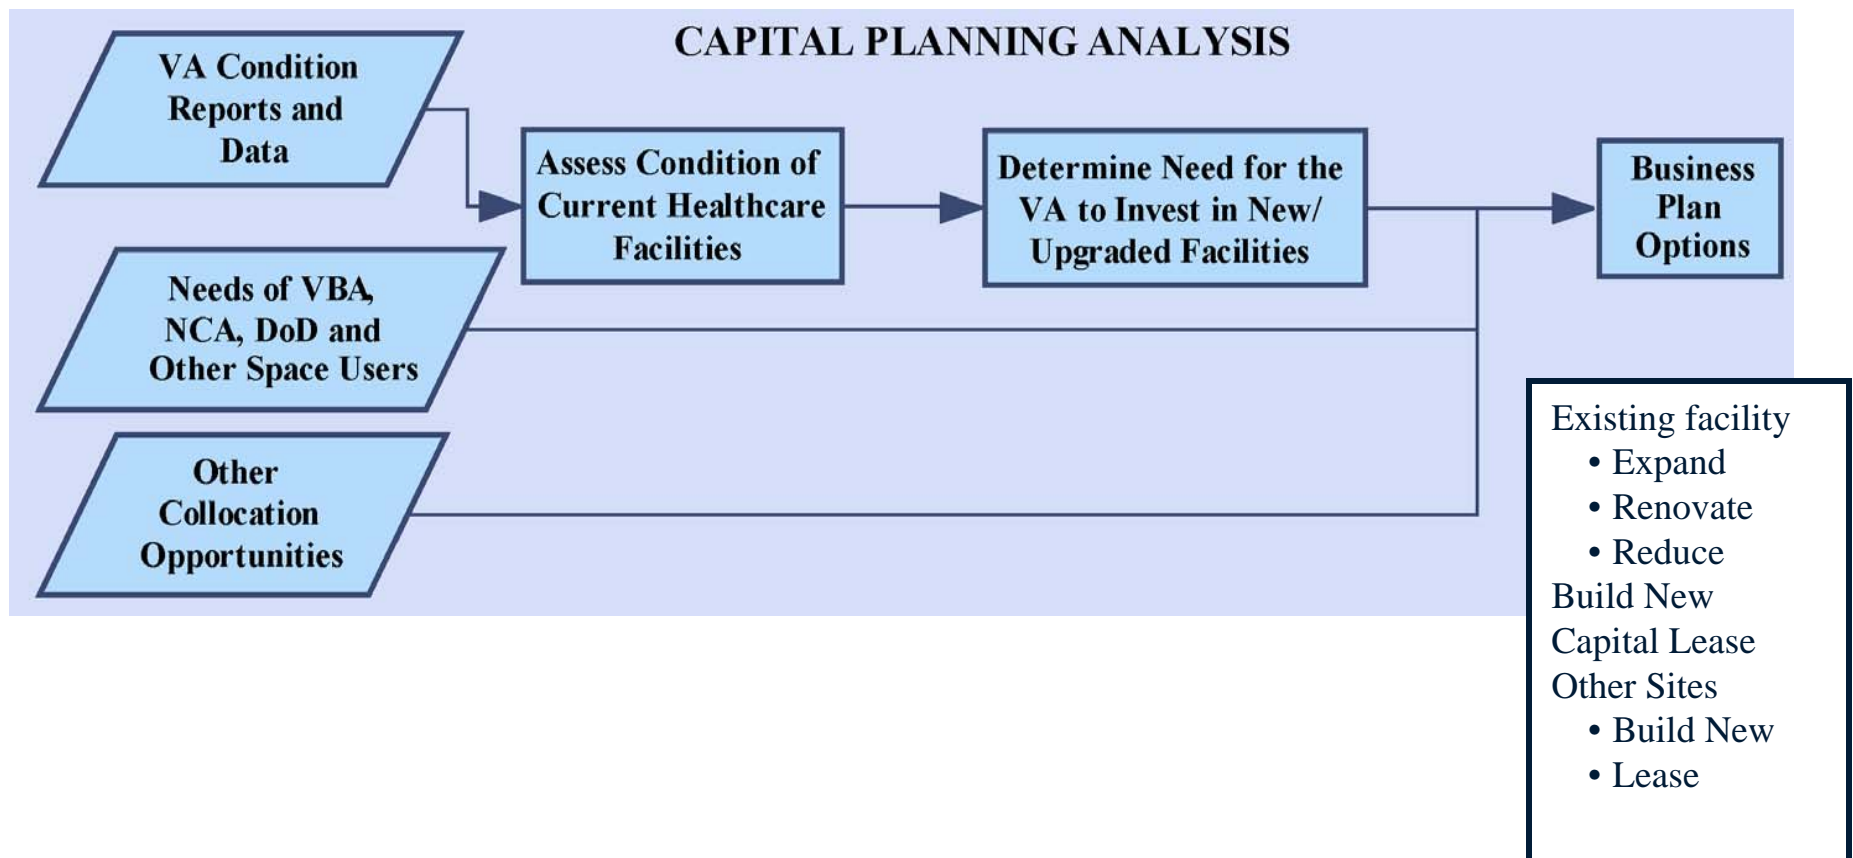 CAPITAL PLANNING ANALYSIS
VA Condition
Reports and
Data
Assess Condition of
Current Healthcare
Facilities
Determine Need for the
VA to Invest in New/
Upgraded Facilities
Business
Plan
Options
Needs of VBA,
NCA, DoD and
Other Space Users
Other
Collocation
Opportunities
Existing facility
• Expand
• Renovate
• Reduce
Build New
Capital Lease
Other Sites
• Build New
• Lease